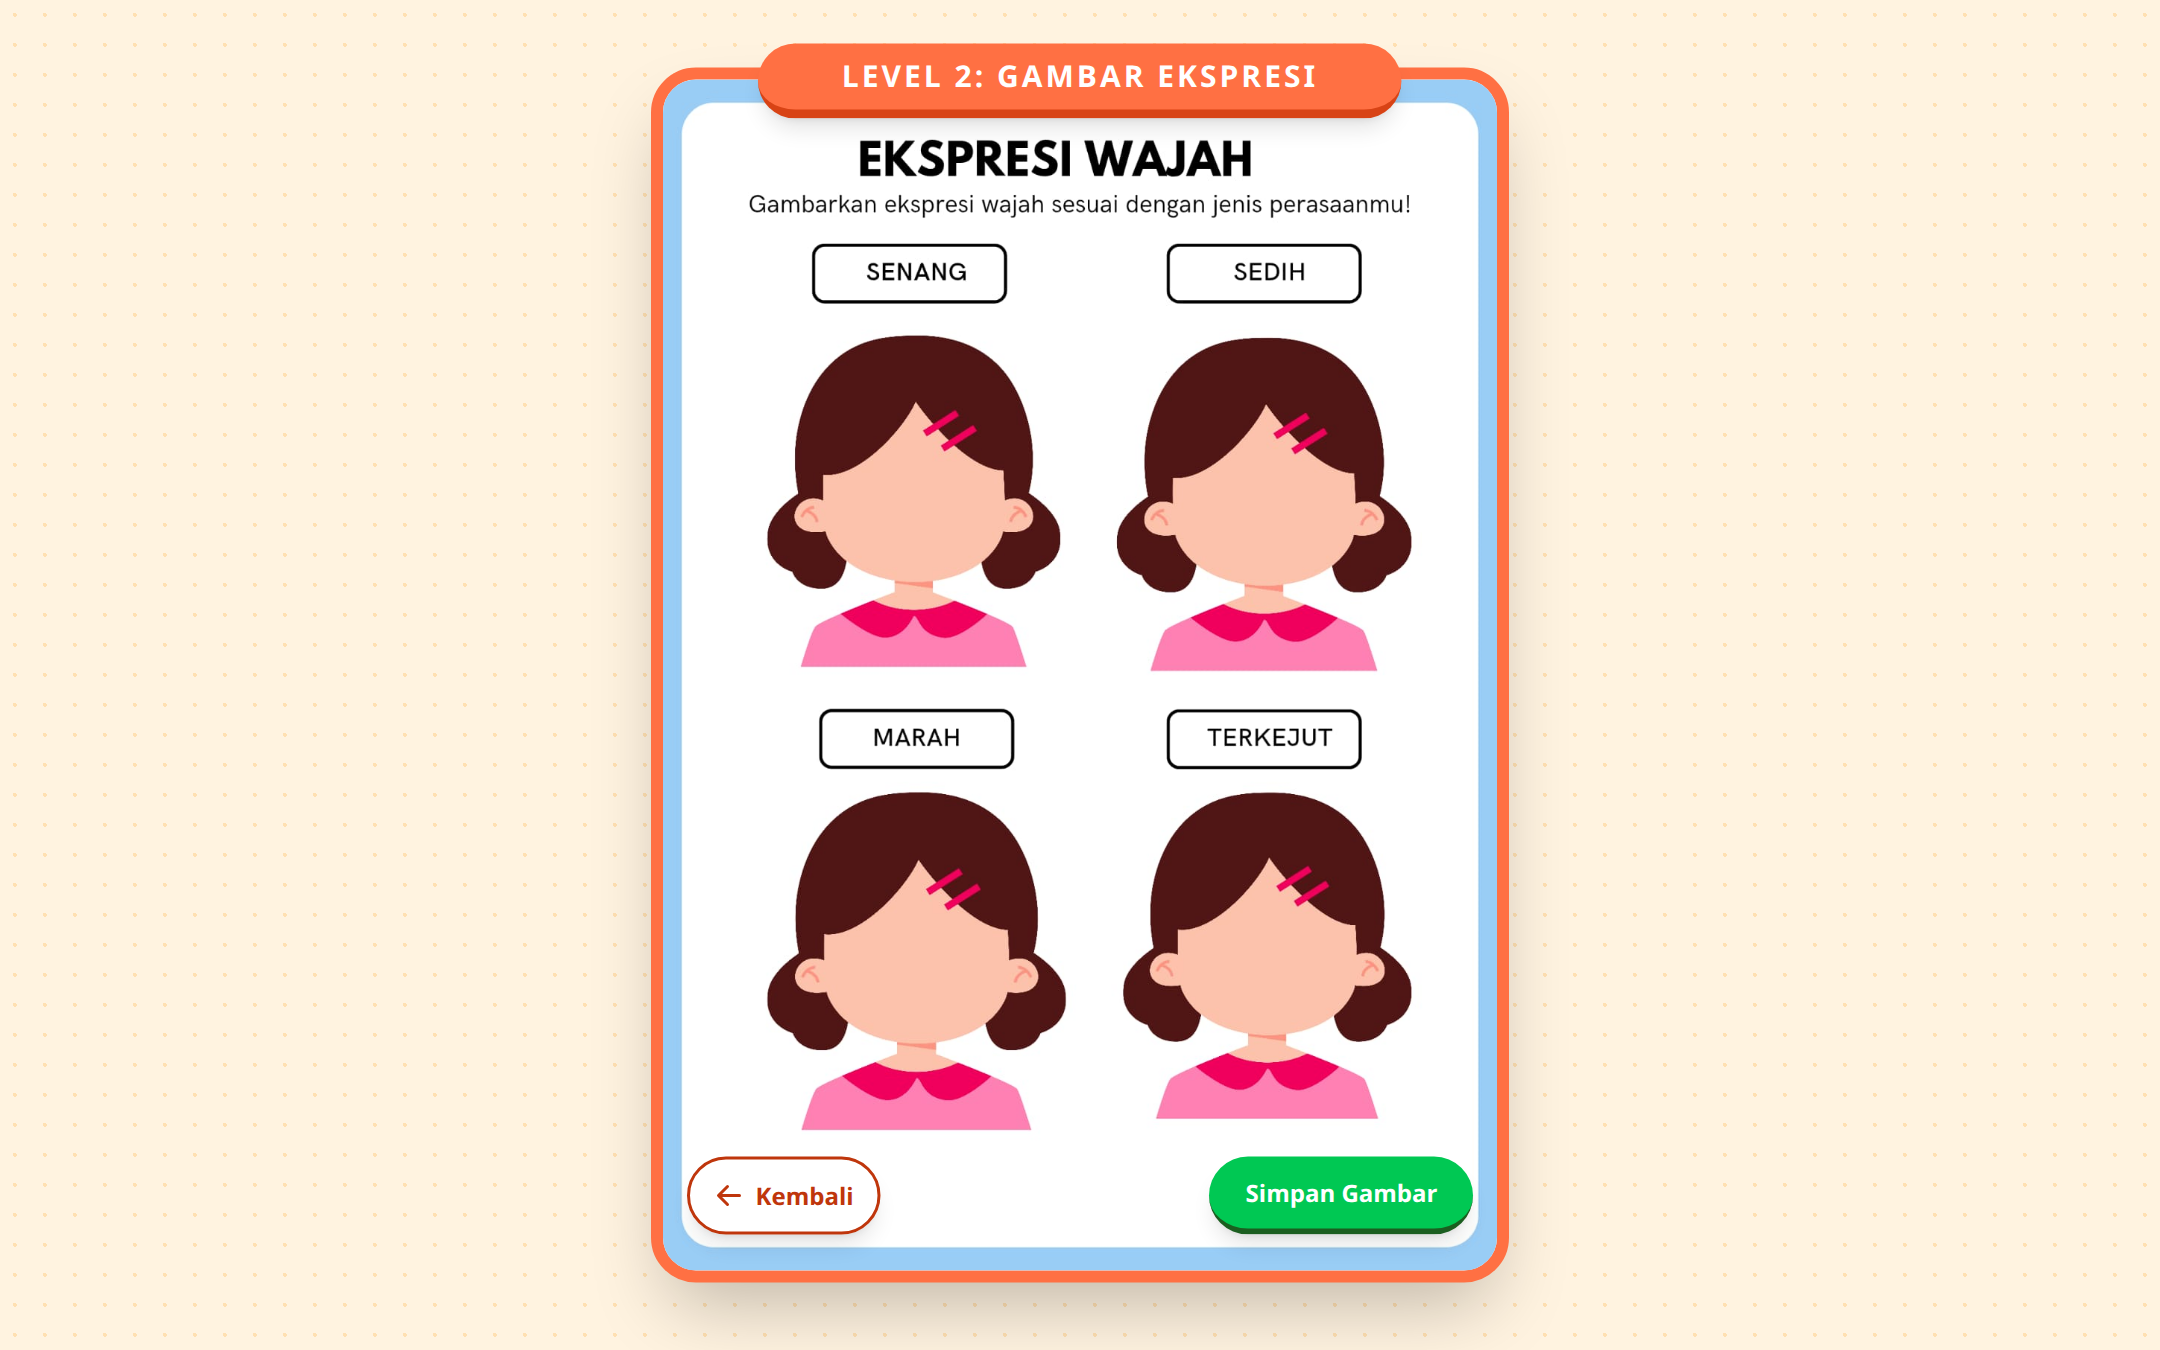 LEVEL 2: GAMBAR EKSPRESI
EKSPRESI WAJAH
Gambarkan ekspresi wajah sesuai dengan jenis perasaanmu!
SENANG
SEDIH
MARAH
TERKEJUT
Kembali
Simpan Gambar